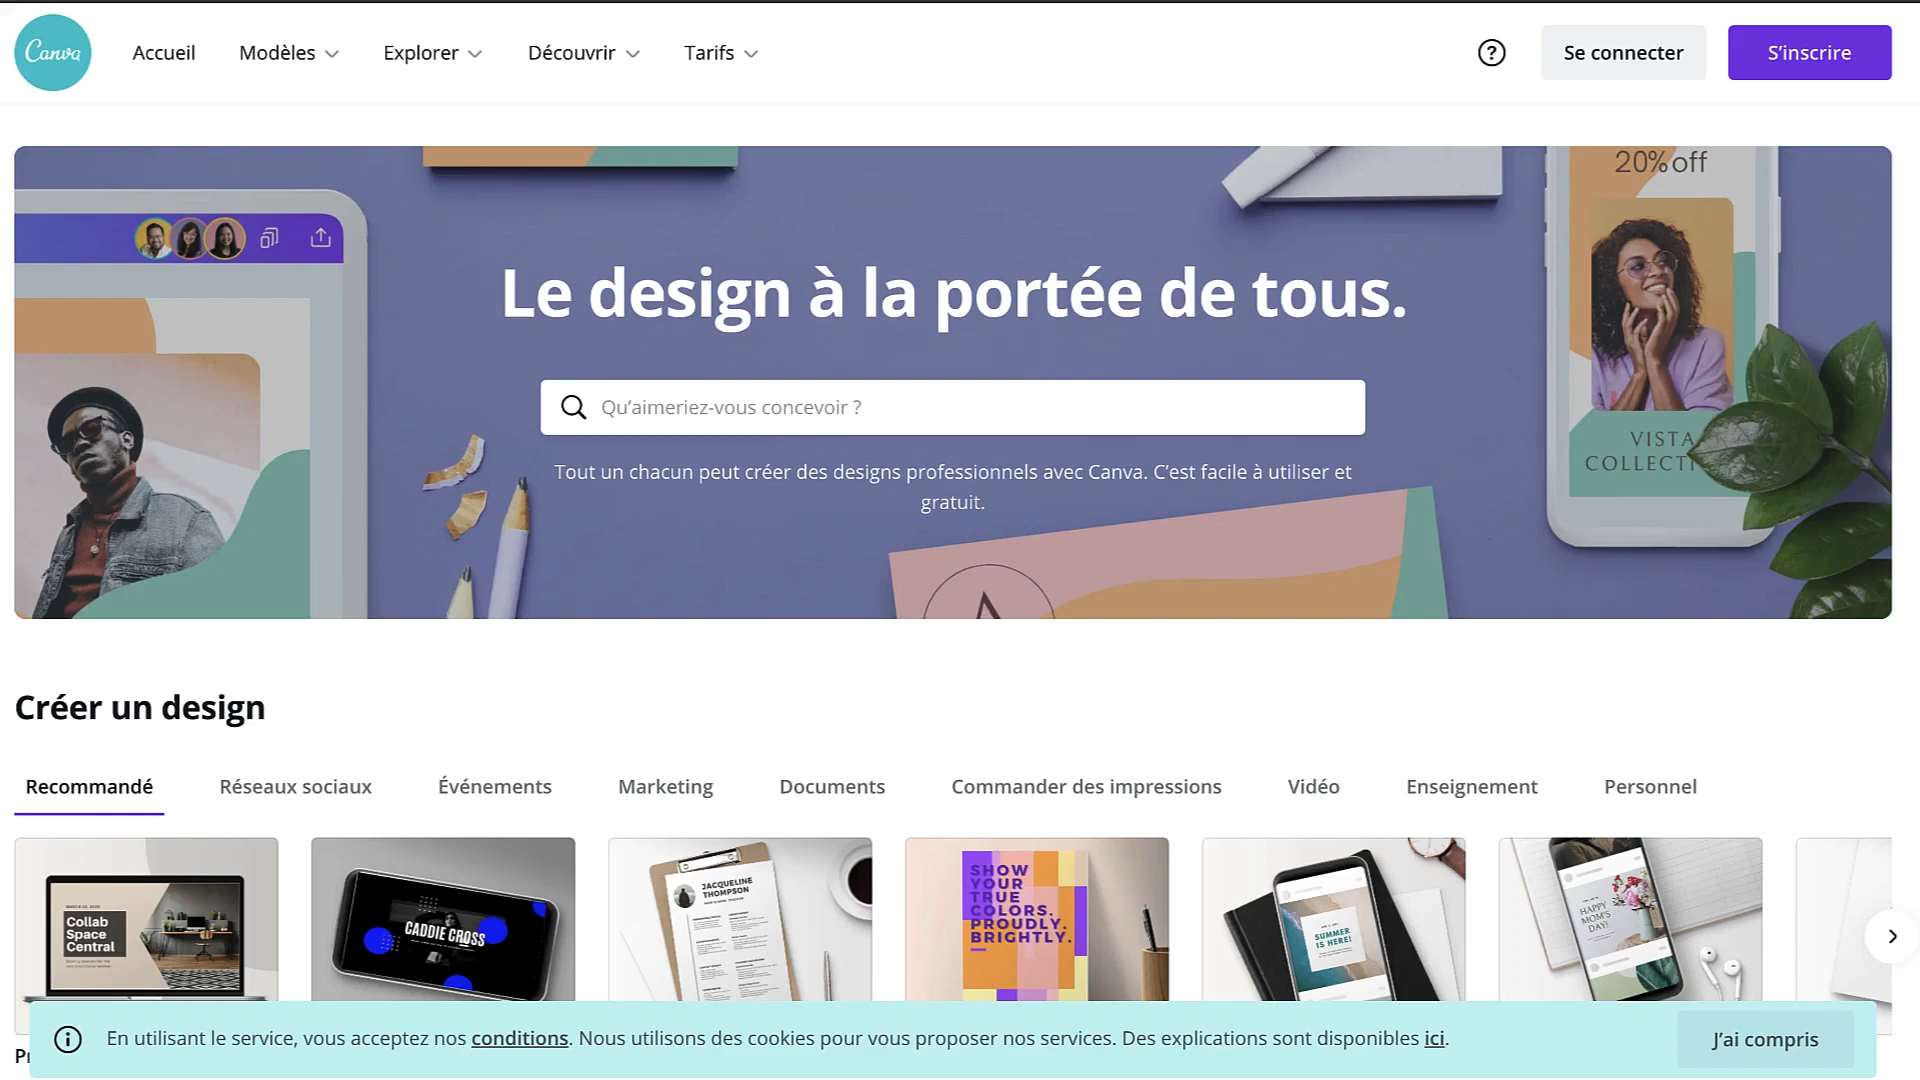 Canva
Accueil
Modèles
Explorer
Découvrir
Tarifs
?
Se connecter
S’inscrire
20% off
Le design à la portée de tous.
Qu’aimeriez-vous concevoir ?
VISTA
COLLECTI
Tout un chacun peut créer des designs professionnels avec Canva. C’est facile à utiliser et
gratuit.
Créer un design
Recommandé
Réseaux sociaux
Événements
Marketing
Documents
Commander des impressions
Vidéo
Enseignement
Personnel
Collab
Space
Central
CADDIE CROSS
JACQUELINE
THOMPSON
SHOW
YOUR
TRUE
COLORS.
PROUDLY.
BRIGHTLY.
SUMMER
IS HERE!
HAPPY
MOM'S
DAY!
En utilisant le service, vous acceptez nos conditions. Nous utilisons des cookies pour vous proposer nos services. Des explications sont disponibles ici.
J’ai compris